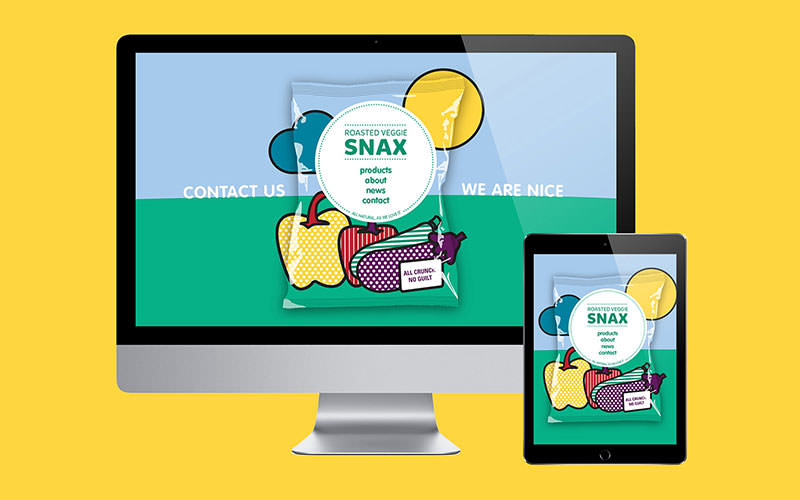 CONTACT US
WE ARE NICE
ROASTED VEGGIE
SNAX
products
about
news
contact
ALL NATURAL, AS WE LOVE IT
ALL CRUNCH,
NO GUILT
ROASTED VEGGIE
SNAX
products
about
news
contact
ALL CRUNCH,
NO GUILT